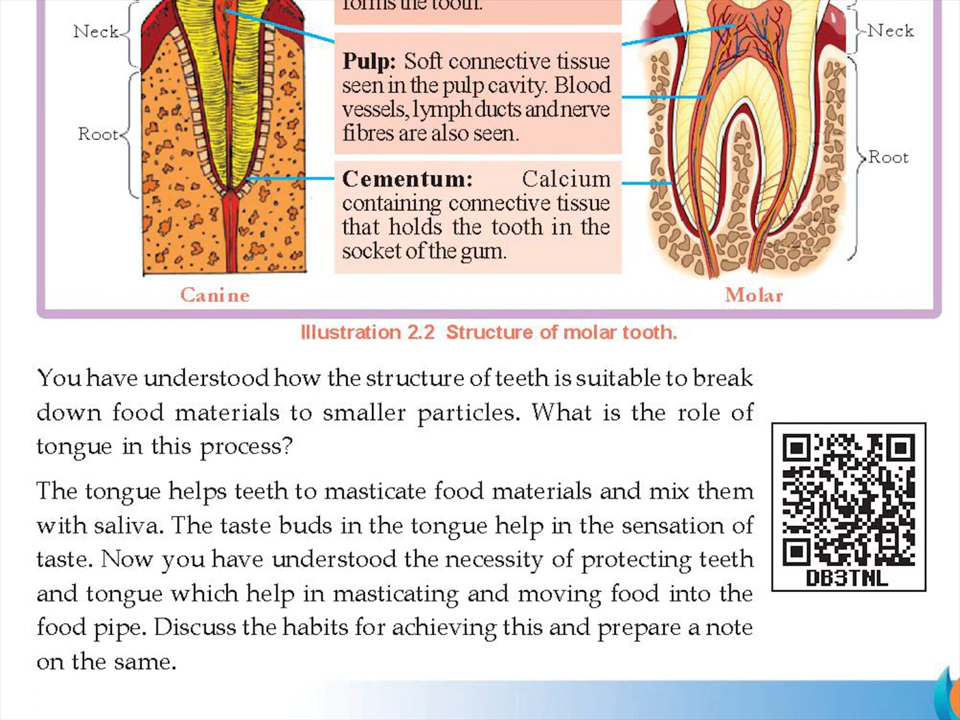 forms the tooth.
Neck
Neck
Pulp: Soft connective tissue
seen in the pulp cavity. Blood
vessels, lymph ducts and nerve
fibres are also seen.
Root
Root
Cementum: Calcium
containing connective tissue
that holds the tooth in the
socket of the gum.
Canine
Molar
Illustration 2.2 Structure of molar tooth.
You have understood how the structure of teeth is suitable to break
down food materials to smaller particles. What is the role of
tongue in this process?
The tongue helps teeth to masticate food materials and mix them
with saliva. The taste buds in the tongue help in the sensation of
taste. Now you have understood the necessity of protecting teeth
and tongue which help in masticating and moving food into the
food pipe. Discuss the habits for achieving this and prepare a note
on the same.
DB3TNL